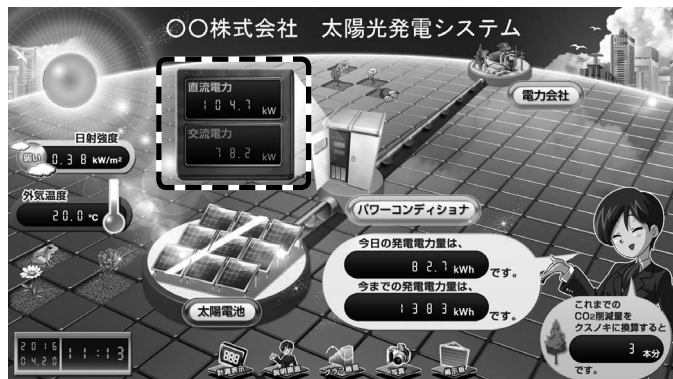 〇〇株式会社　太陽光発電システム
直流電力
104.7 kW
交流電力
78.2 kW
電力会社
日射強度
弱い 0.38 kW/m²
外気温度
20.0 ℃
パワーコンディショナ
今日の発電電力量は、
82.7 kWh です。
今までの発電電力量は、
1383 kWh です。
太陽電池
これまでの
CO₂削減量を
クスノキに換算すると
3 本分
です。
2016
04.20 11:13
計測表示 説明画面 グラフ画面 写真 掲示板